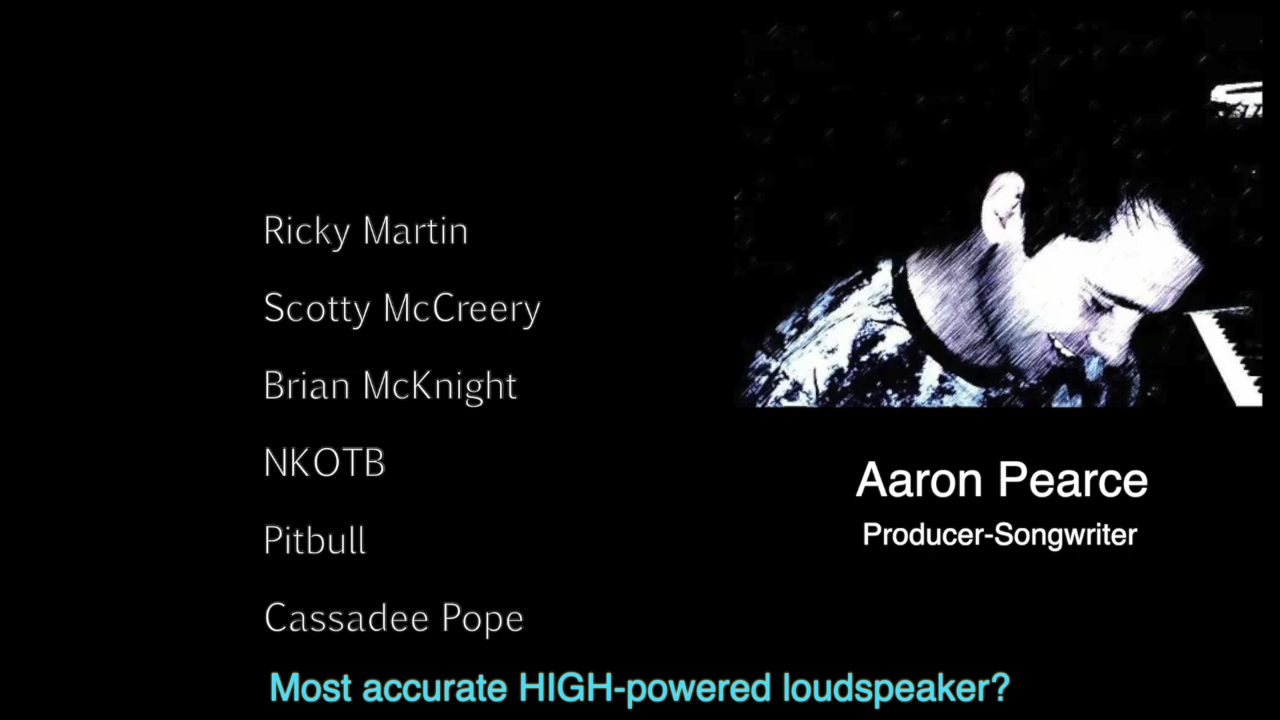 Ricky Martin
Scotty McCreery
Brian McKnight
NKOTB
Pitbull
Cassadee Pope
Aaron Pearce
Producer-Songwriter
Most accurate HIGH-powered loudspeaker?